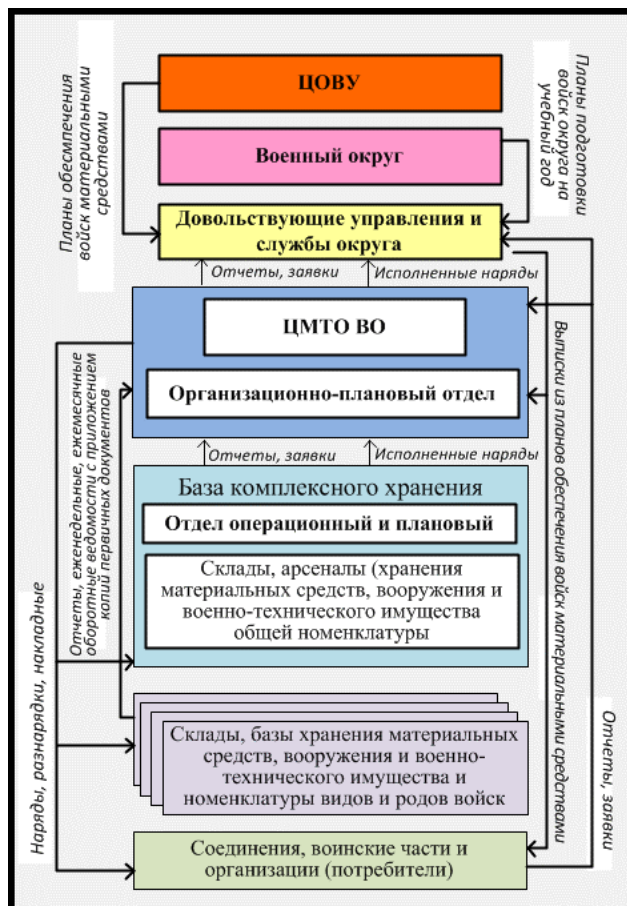 ЦОВУ
Военный округ
Довольствующие управления и
службы округа
Планы обесмпечения
войск материальными
средствами
Планы подготовки
войск округа на
учебный год
Отчеты, заявки
Исполненные наряды
ЦМТО ВО
Организационно-плановый отдел
Отчеты, заявки
Исполненные наряды
База комплексного хранения
Отдел операционный и плановый
Склады, арсеналы (хранения
материальных средств, вооружения и
военно-технического имущества
общей номенклатуры
Склады, базы хранения материальных
средств, вооружения и военно-
технического имущества и
номенклатуры видов и родов войск
Соединения, воинские части и
организации (потребители)
Наряды, разнарядки, накладные
Отчеты, еженедельные, ежемесячные
оборотные ведомости с приложением
копий первичных документов
Выписки из планов обеспечения войск материальными средствами
Отчеты, заявки